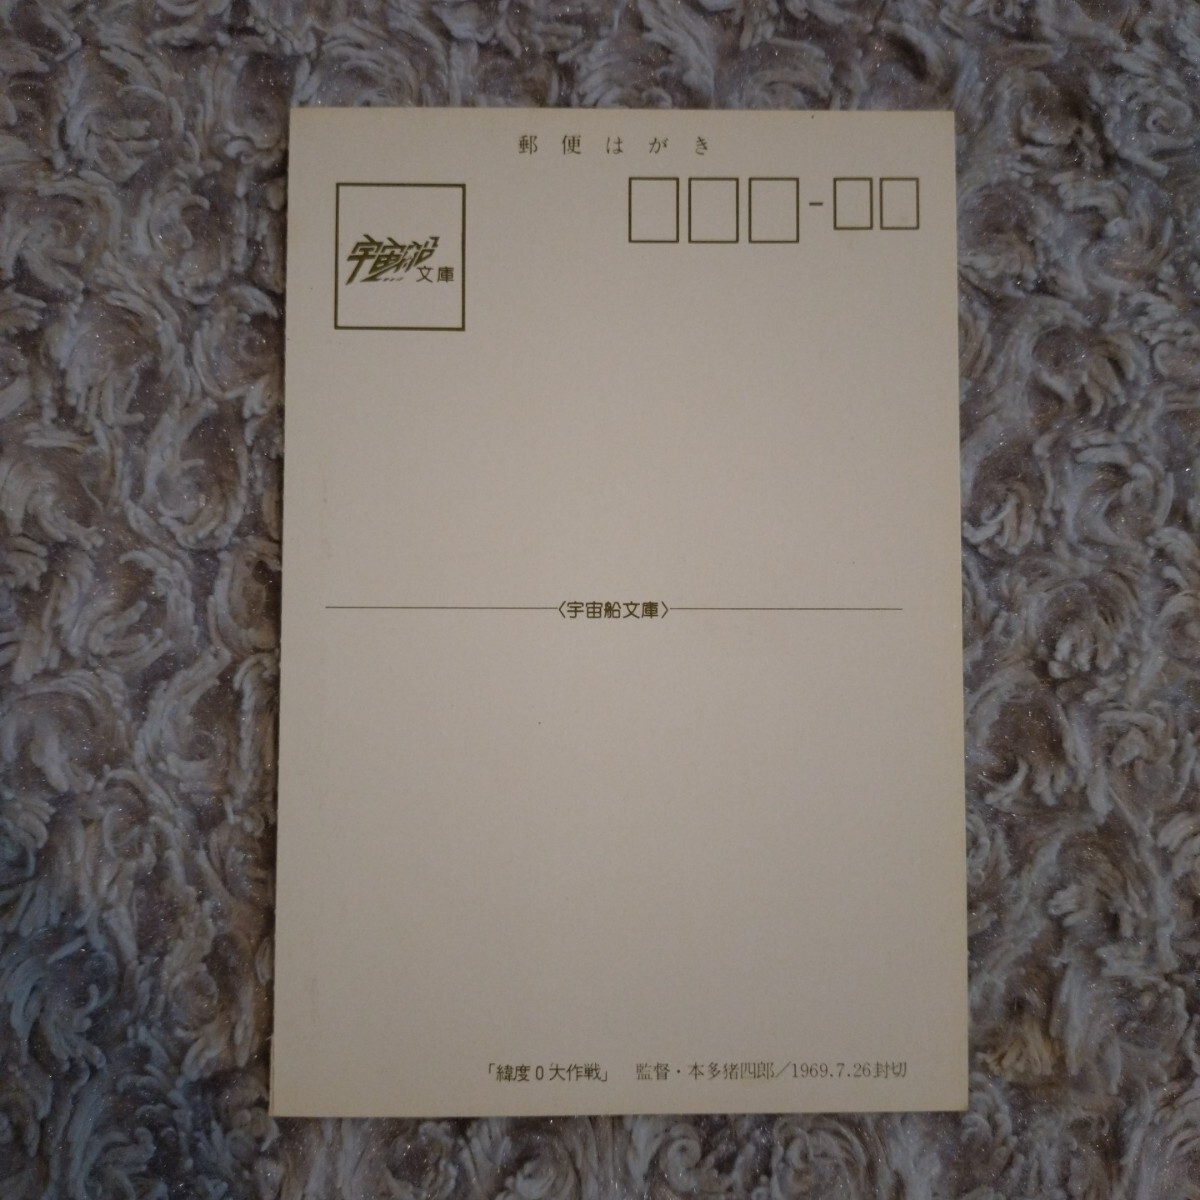 郵便はがき
宇宙船
文庫
〈宇宙船文庫〉
「緯度0大作戦」 監督・本多猪四郎/1969.7.26封切